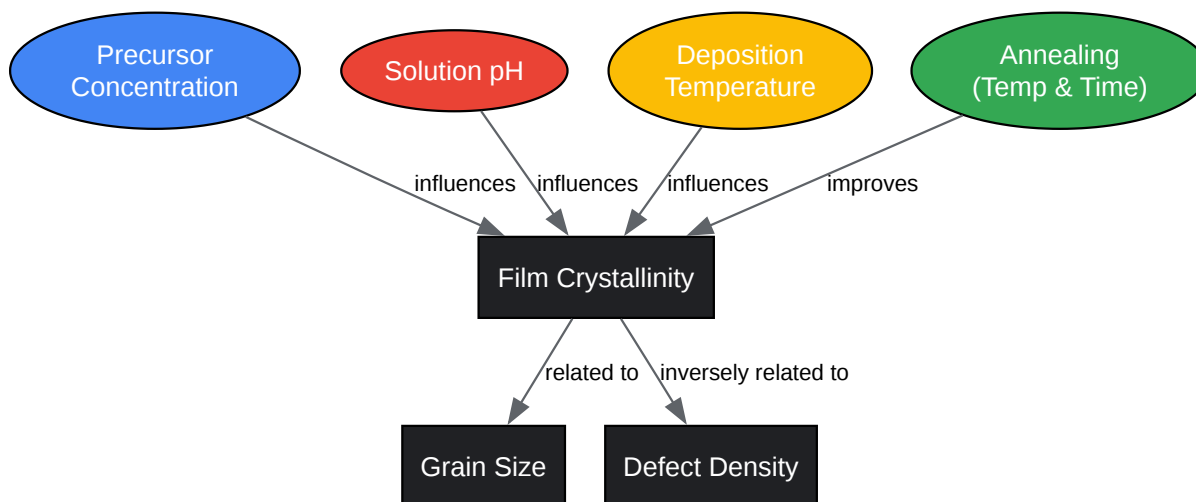 Precursor
Concentration
Solution pH
Deposition
Temperature
Annealing
(Temp & Time)
influences
influences
influences
improves
Film Crystallinity
related to
inversely related to
Grain Size
Defect Density